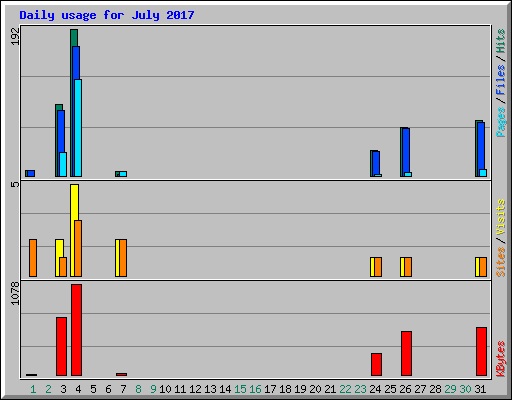 Daily usage for July 2017
192
Pages / Files / Hits
5
Sites / Visits
1078
KBytes
1 2 3 4 5 6 7 8 9 10 11 12 13 14 15 16 17 18 19 20 21 22 23 24 25 26 27 28 29 30 31